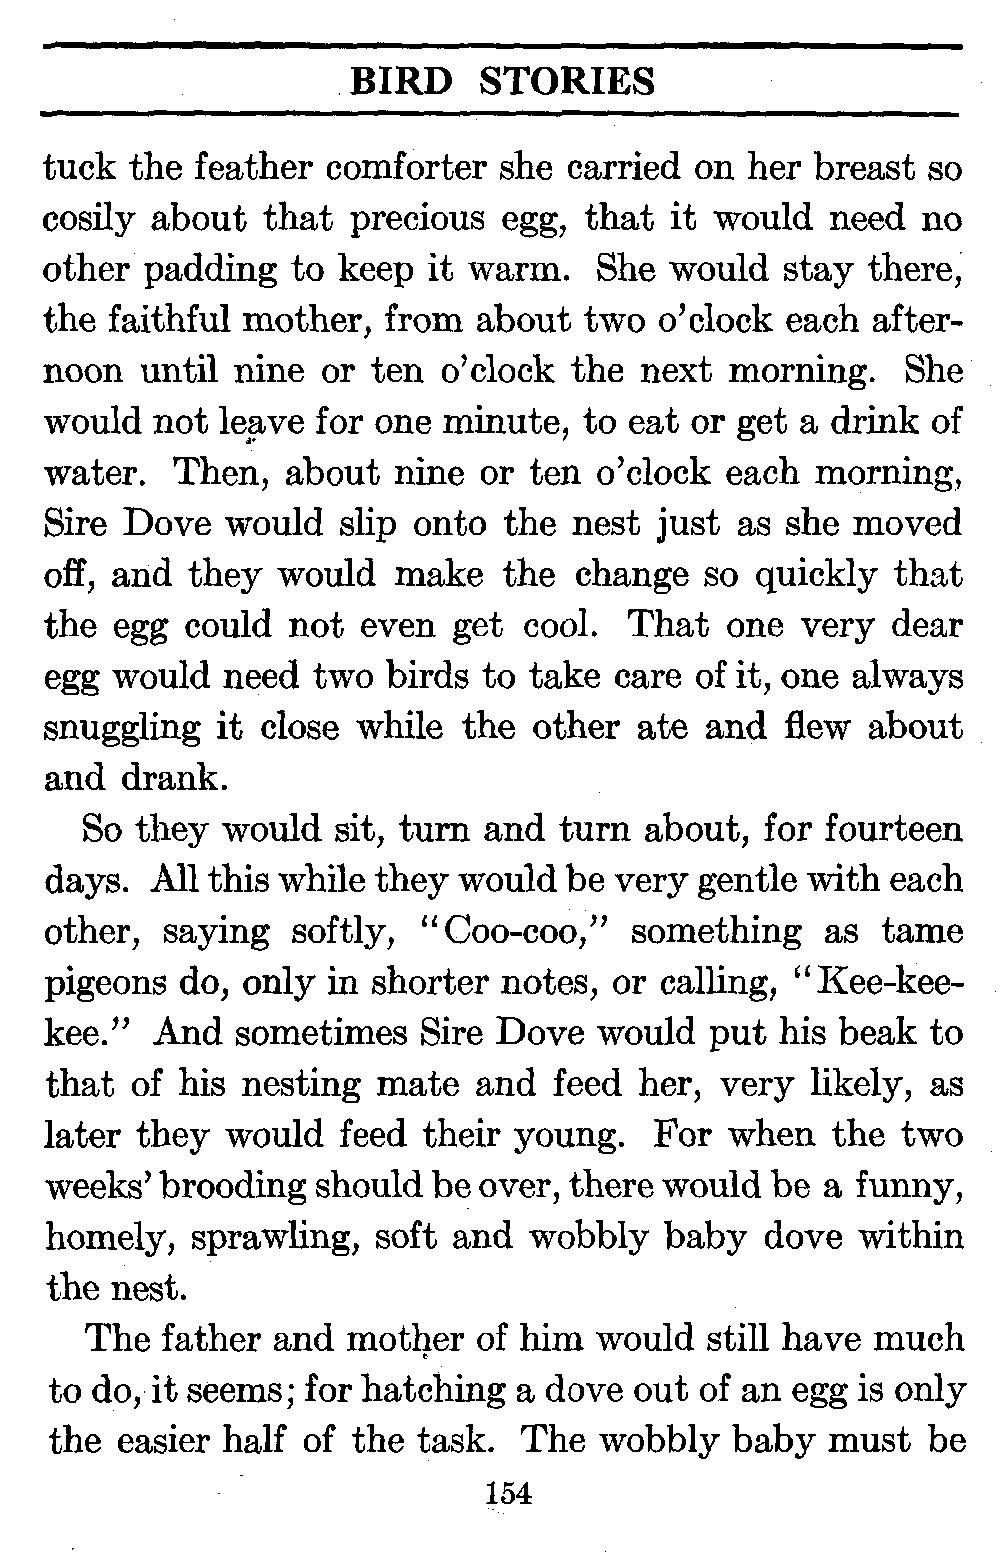 BIRD STORIES
tuck the feather comforter she carried on her breast so
cosily about that precious egg, that it would need no
other padding to keep it warm. She would stay there,
the faithful mother, from about two o'clock each after-
noon until nine or ten o'clock the next morning. She
would not leave for one minute, to eat or get a drink of
water. Then, about nine or ten o'clock each morning,
Sire Dove would slip onto the nest just as she moved
off, and they would make the change so quickly that
the egg could not even get cool. That one very dear
egg would need two birds to take care of it, one always
snuggling it close while the other ate and flew about
and drank.
So they would sit, turn and turn about, for fourteen
days. All this while they would be very gentle with each
other, saying softly, "Coo-coo," something as tame
pigeons do, only in shorter notes, or calling, "Kee-kee-
kee." And sometimes Sire Dove would put his beak to
that of his nesting mate and feed her, very likely, as
later they would feed their young. For when the two
weeks' brooding should be over, there would be a funny,
homely, sprawling, soft and wobbly baby dove within
the nest.
The father and mother of him would still have much
to do, it seems; for hatching a dove out of an egg is only
the easier half of the task. The wobbly baby must be
154